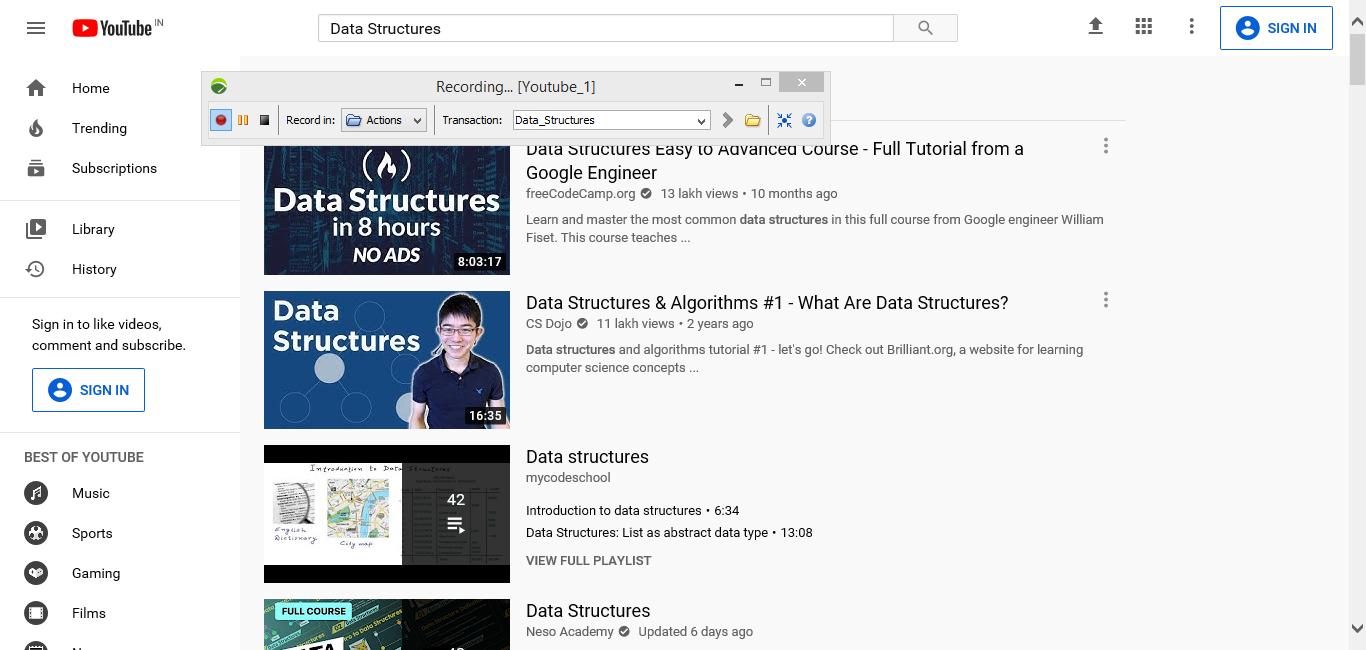 YouTube IN
Data Structures
SIGN IN
Home
Trending
Subscriptions
Library
History
Sign in to like videos,
comment and subscribe.
SIGN IN
BEST OF YOUTUBE
Music
Sports
Gaming
Films
Recording... [Youtube_1]
Record in: Actions Transaction: Data_Structures
Data Structures
in 8 hours
NO ADS
8:03:17
Data Structures Easy to Advanced Course - Full Tutorial from a
Google Engineer
freeCodeCamp.org 13 lakh views • 10 months ago
Learn and master the most common data structures in this full course from Google engineer William
Fiset. This course teaches ...
Data
Structures
16:35
Data Structures & Algorithms #1 - What Are Data Structures?
CS Dojo 11 lakh views • 2 years ago
Data structures and algorithms tutorial #1 - let's go! Check out Brilliant.org, a website for learning
computer science concepts ...
Introduction to Data Structures
English
Dictionary
City map
42
Data structures
mycodeschool
Introduction to data structures • 6:34
Data Structures: List as abstract data type • 13:08
VIEW FULL PLAYLIST
FULL COURSE
Data Structures
Neso Academy Updated 6 days ago